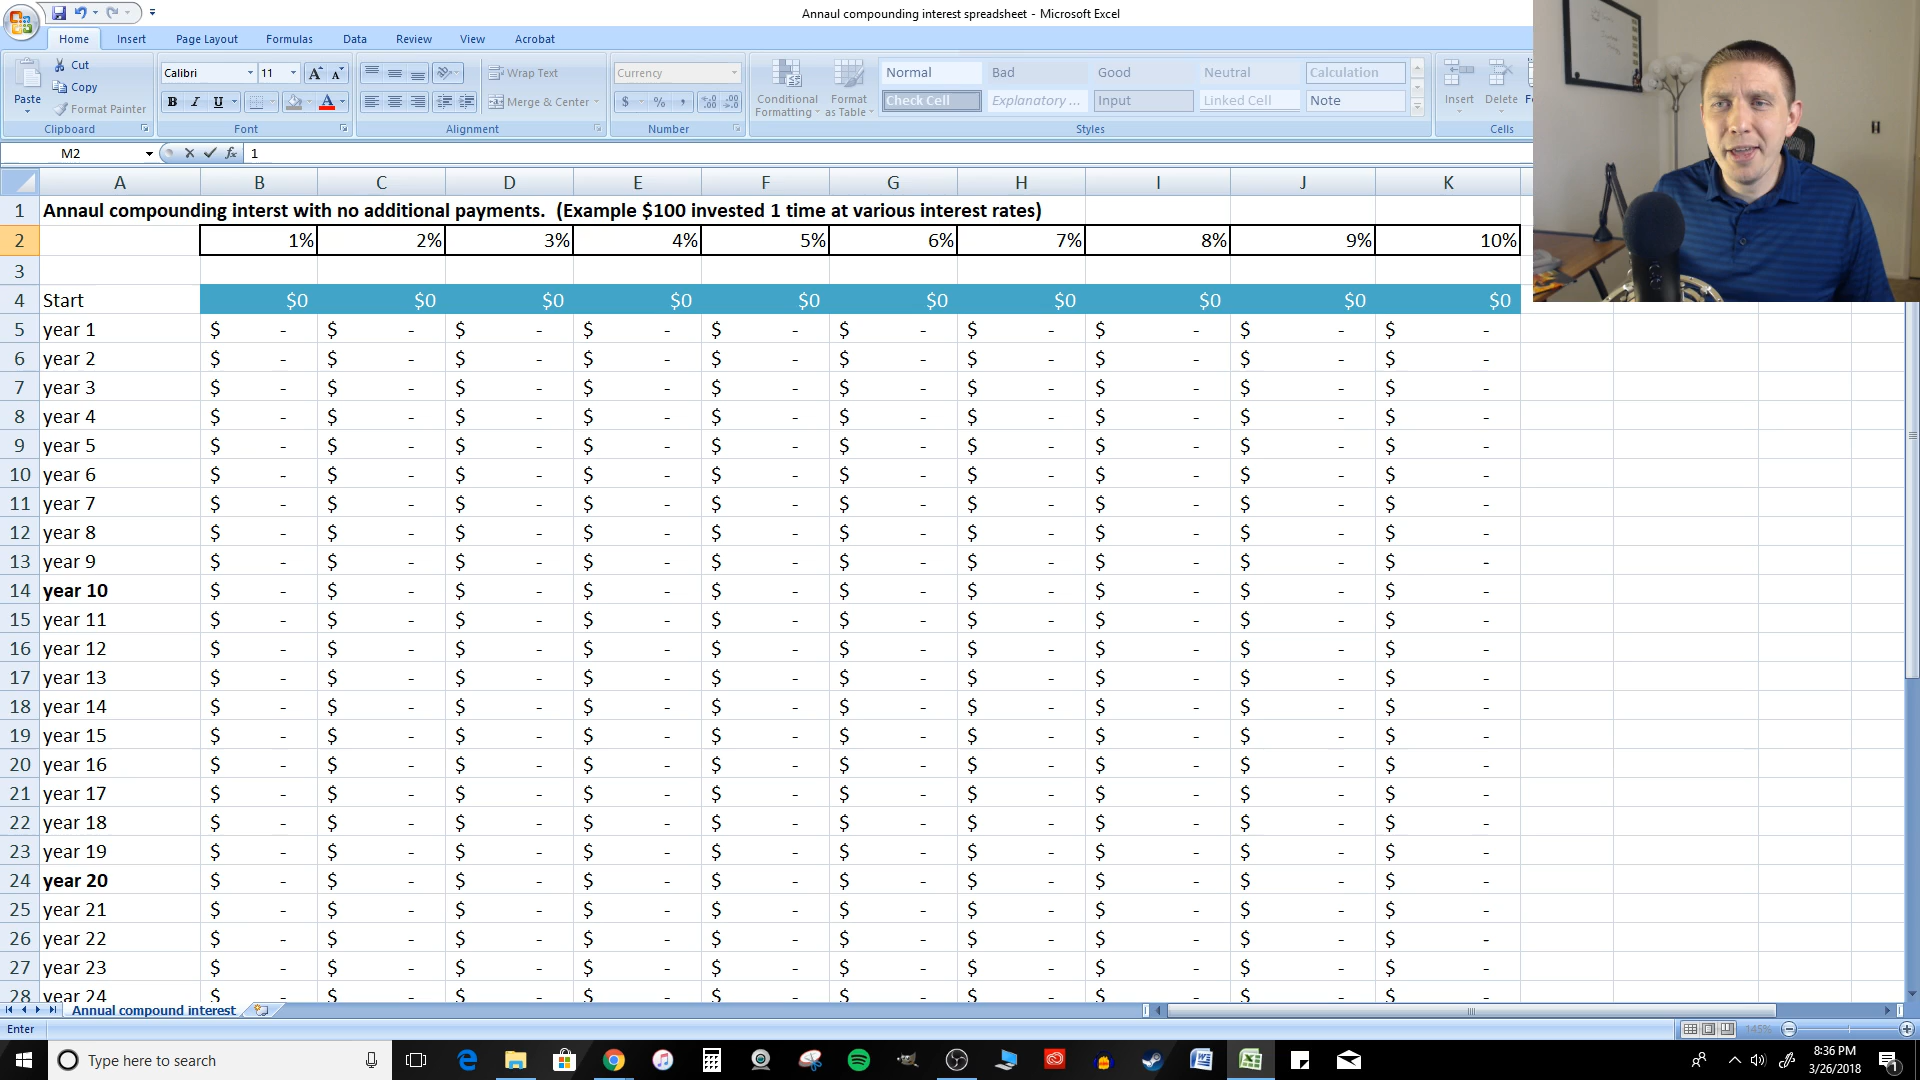 Annaul compounding interest spreadsheet - Microsoft Excel
Home Insert Page Layout Formulas Data Review View Acrobat
Paste Cut Copy Format Painter Clipboard
Calibri 11 A A B I U A Font
Wrap Text Merge & Center Alignment
Currency $ % , Number
Conditional Formatting Format as Table
Normal Bad Good Neutral Calculation
Check Cell Explanatory ... Input Linked Cell Note
Styles
Insert Delete Cells
M2 fx 1
A B C D E F G H I J K
1 Annaul compounding interst with no additional payments. (Example $100 invested 1 time at various interest rates)
2 1% 2% 3% 4% 5% 6% 7% 8% 9% 10%
3
4 Start $0 $0 $0 $0 $0 $0 $0 $0 $0 $0
5 year 1 $ - $ - $ - $ - $ - $ - $ - $ - $ - $ -
6 year 2 $ - $ - $ - $ - $ - $ - $ - $ - $ - $ -
7 year 3 $ - $ - $ - $ - $ - $ - $ - $ - $ - $ -
8 year 4 $ - $ - $ - $ - $ - $ - $ - $ - $ - $ -
9 year 5 $ - $ - $ - $ - $ - $ - $ - $ - $ - $ -
10 year 6 $ - $ - $ - $ - $ - $ - $ - $ - $ - $ -
11 year 7 $ - $ - $ - $ - $ - $ - $ - $ - $ - $ -
12 year 8 $ - $ - $ - $ - $ - $ - $ - $ - $ - $ -
13 year 9 $ - $ - $ - $ - $ - $ - $ - $ - $ - $ -
14 year 10 $ - $ - $ - $ - $ - $ - $ - $ - $ - $ -
15 year 11 $ - $ - $ - $ - $ - $ - $ - $ - $ - $ -
16 year 12 $ - $ - $ - $ - $ - $ - $ - $ - $ - $ -
17 year 13 $ - $ - $ - $ - $ - $ - $ - $ - $ - $ -
18 year 14 $ - $ - $ - $ - $ - $ - $ - $ - $ - $ -
19 year 15 $ - $ - $ - $ - $ - $ - $ - $ - $ - $ -
20 year 16 $ - $ - $ - $ - $ - $ - $ - $ - $ - $ -
21 year 17 $ - $ - $ - $ - $ - $ - $ - $ - $ - $ -
22 year 18 $ - $ - $ - $ - $ - $ - $ - $ - $ - $ -
23 year 19 $ - $ - $ - $ - $ - $ - $ - $ - $ - $ -
24 year 20 $ - $ - $ - $ - $ - $ - $ - $ - $ - $ -
25 year 21 $ - $ - $ - $ - $ - $ - $ - $ - $ - $ -
26 year 22 $ - $ - $ - $ - $ - $ - $ - $ - $ - $ -
27 year 23 $ - $ - $ - $ - $ - $ - $ - $ - $ - $ -
28 year 24 $ - $ - $ - $ - $ - $ - $ - $ - $ - $ -
Annual compound interest
Enter 145%
Type here to search
8:36 PM
3/26/2018
1